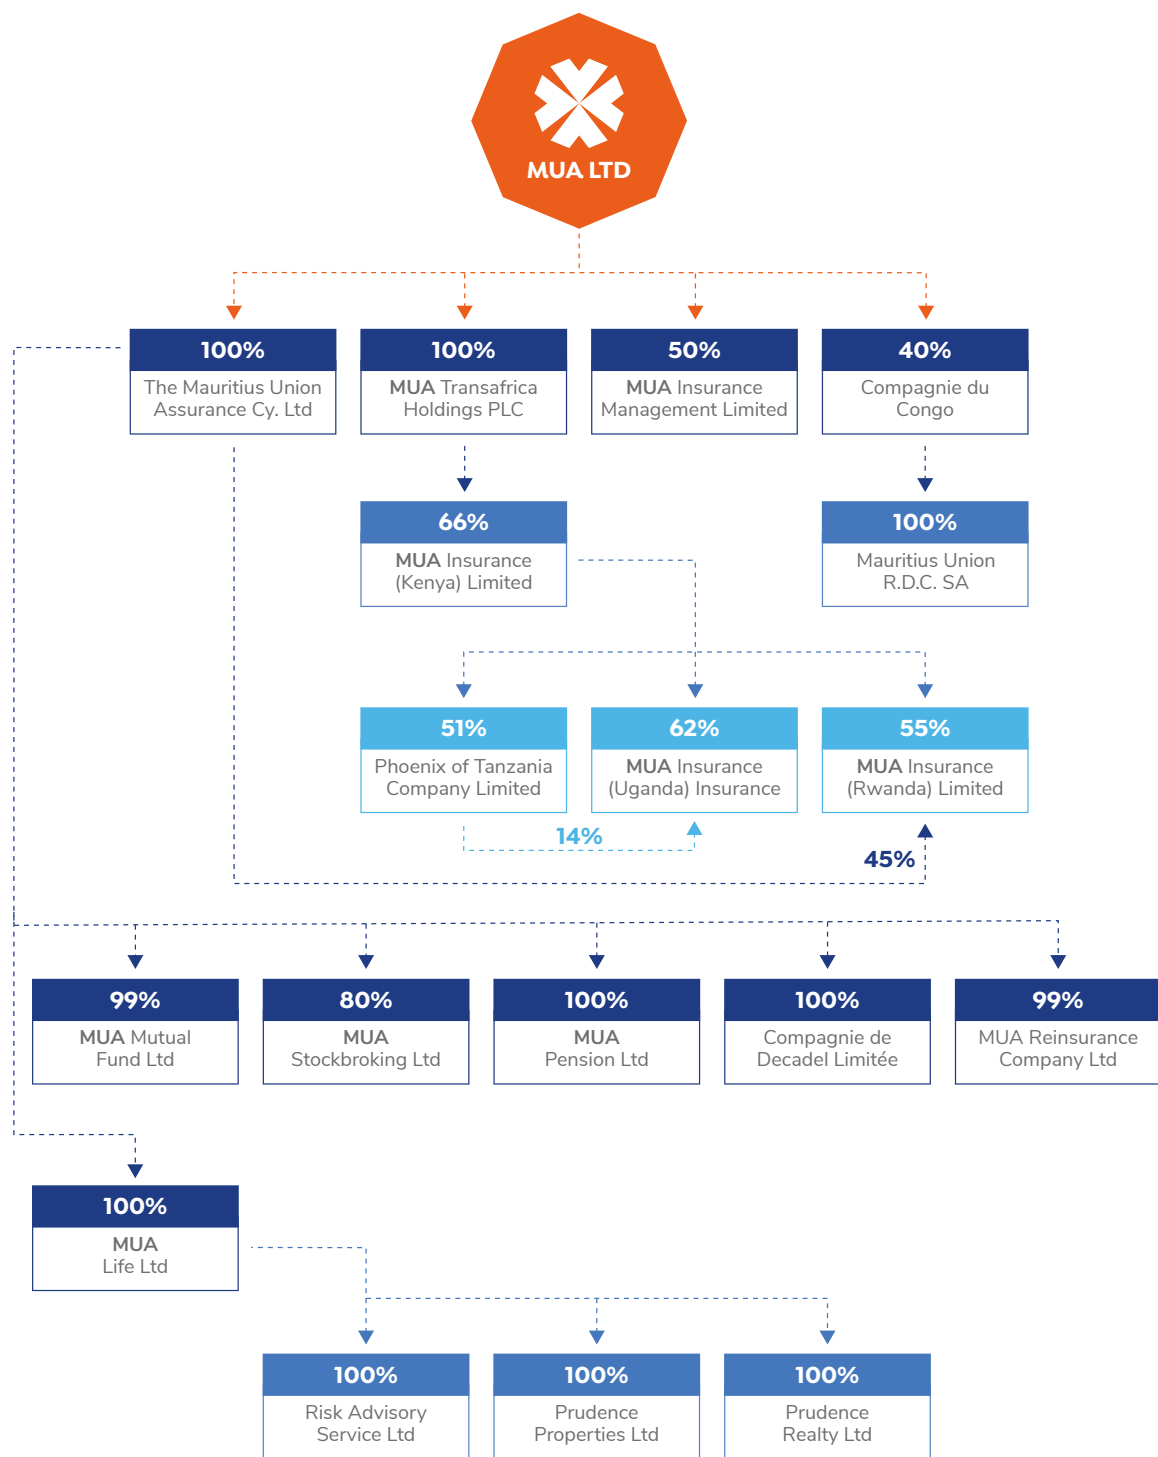 MUA LTD
100%
The Mauritius Union
Assurance Cy. Ltd
100%
MUA Transafrica
Holdings PLC
50%
MUA Insurance
Management Limited
40%
Compagnie du
Congo
66%
MUA Insurance
(Kenya) Limited
100%
Mauritius Union
R.D.C. SA
51%
Phoenix of Tanzania
Company Limited
62%
MUA Insurance
(Uganda) Insurance
55%
MUA Insurance
(Rwanda) Limited
14%
45%
99%
MUA Mutual
Fund Ltd
80%
MUA
Stockbroking Ltd
100%
MUA
Pension Ltd
100%
Compagnie de
Decadel Limitée
99%
MUA Reinsurance
Company Ltd
100%
MUA
Life Ltd
100%
Risk Advisory
Service Ltd
100%
Prudence
Properties Ltd
100%
Prudence
Realty Ltd